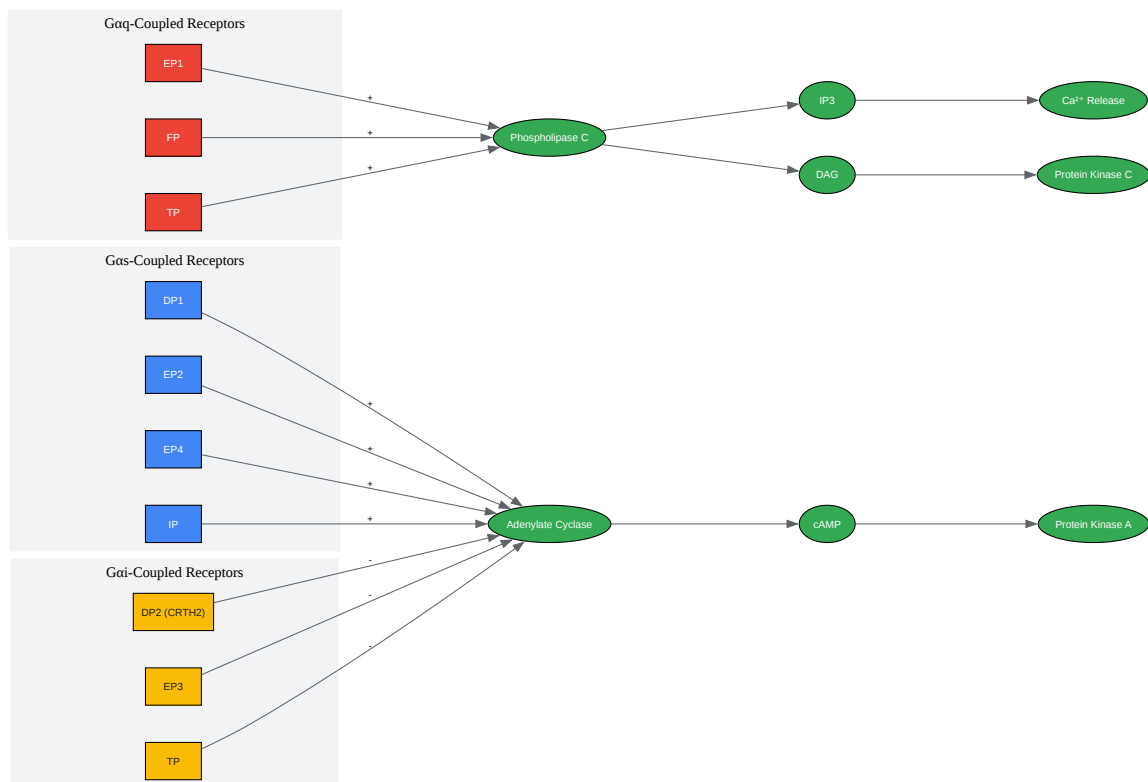 Gαq-Coupled Receptors
EP1
+
IP3
Ca²⁺ Release
FP
+
Phospholipase C
+
DAG
Protein Kinase C
TP
Gαs-Coupled Receptors
DP1
EP2
+
+
EP4
+
IP
+
Adenylate Cyclase
cAMP
Protein Kinase A
-
Gαi-Coupled Receptors
-
DP2 (CRTH2)
-
EP3
TP